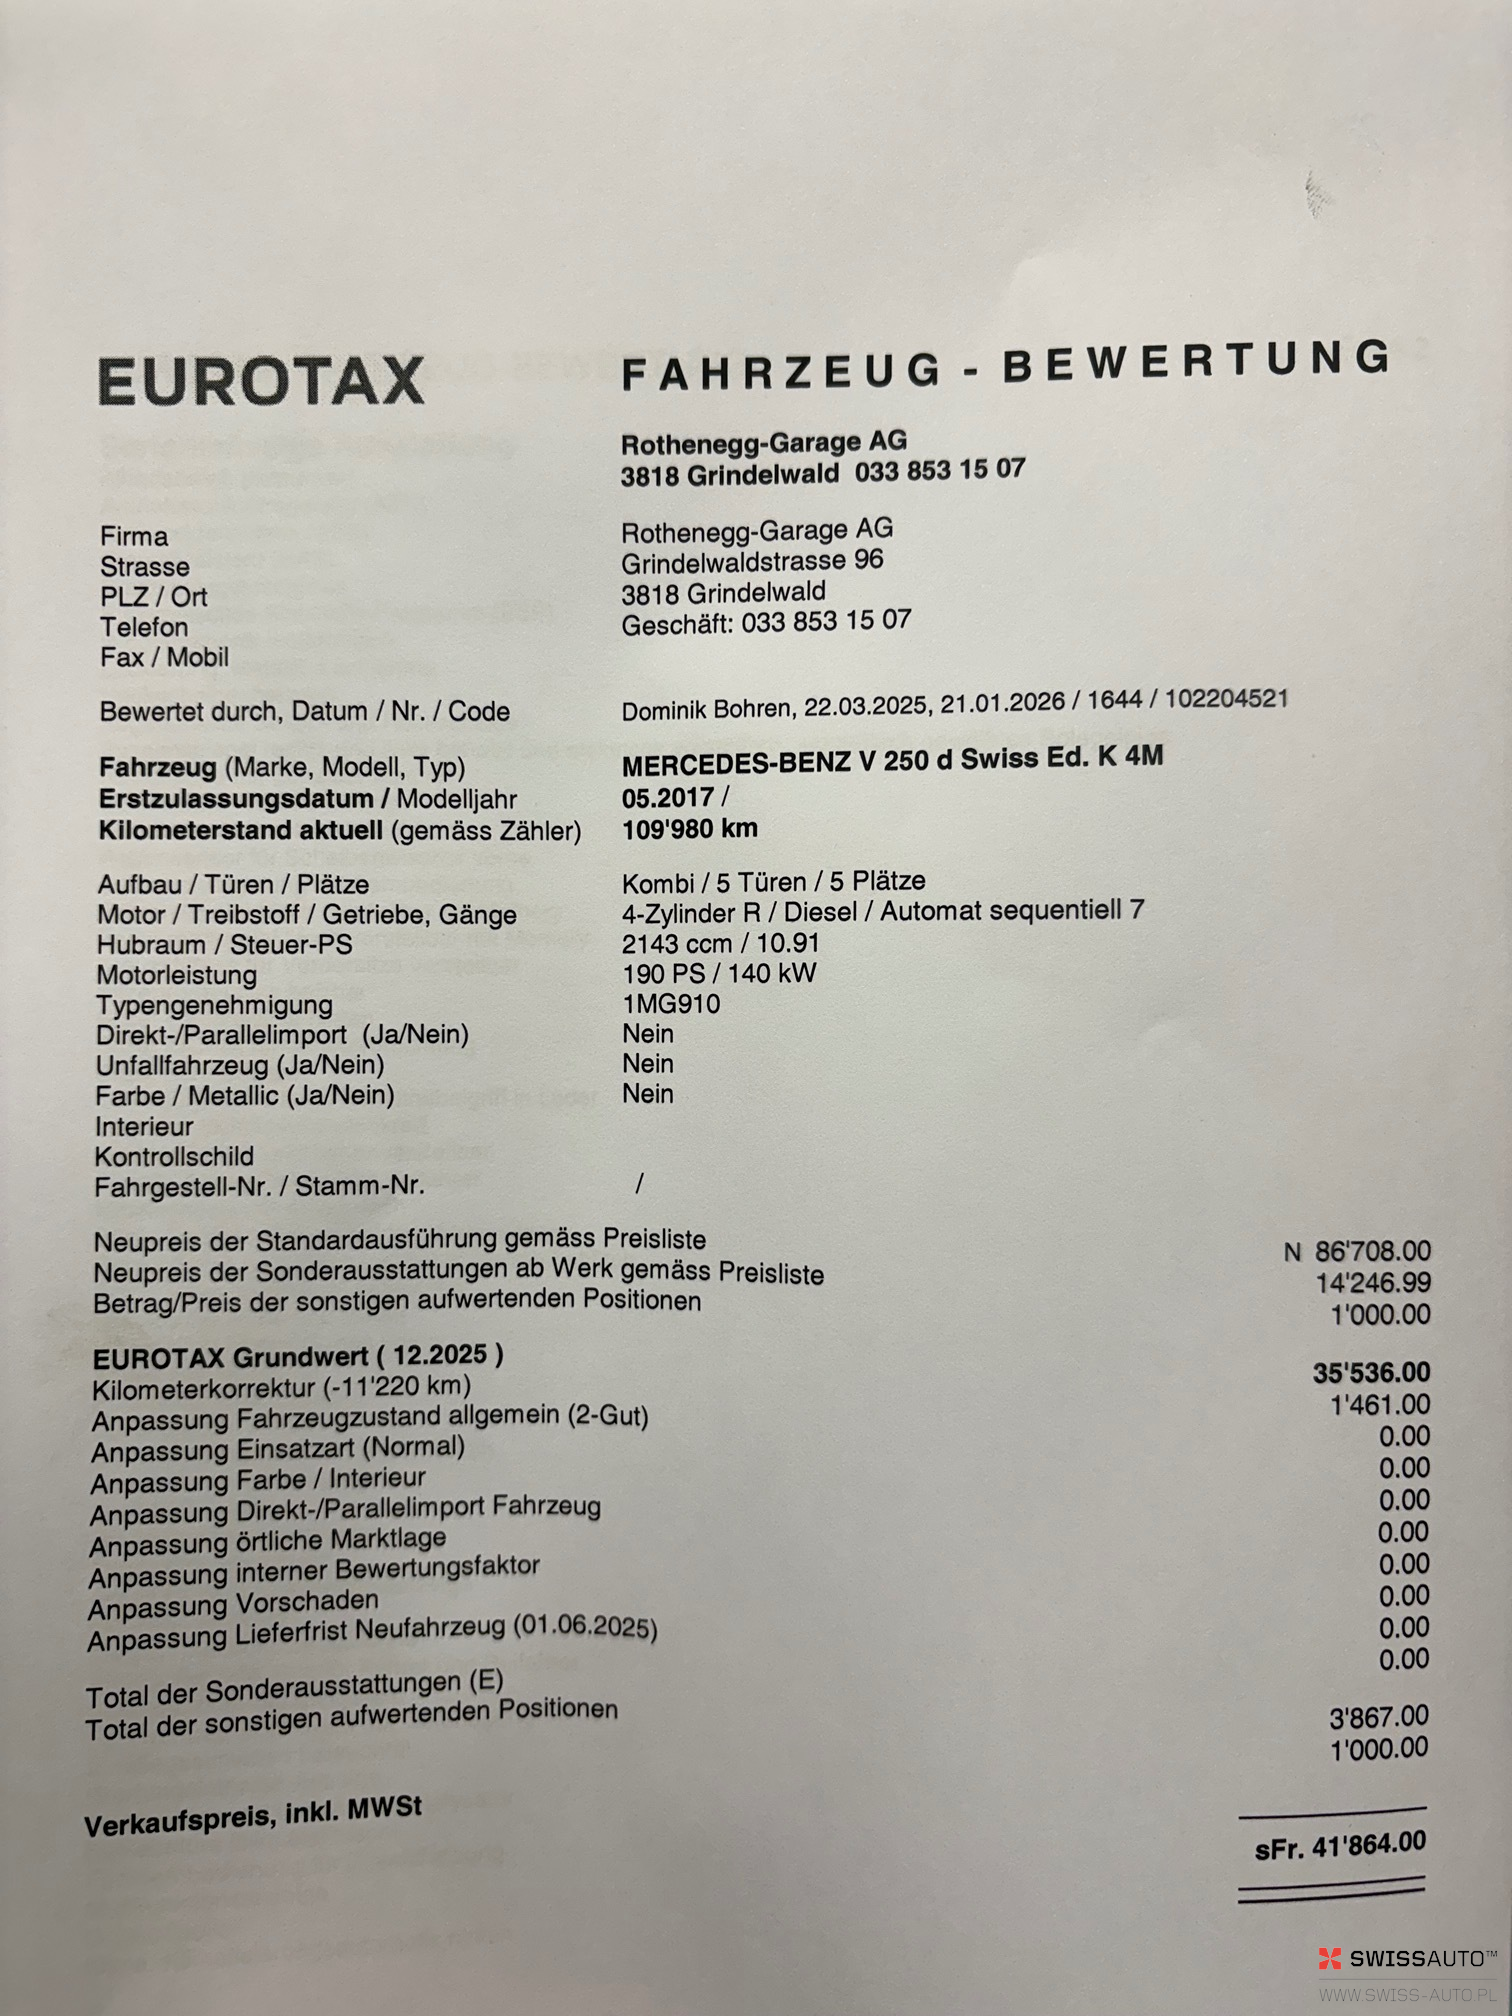 EUROTAX FAHRZEUG - BEWERTUNG
Rothenegg-Garage AG
3818 Grindelwald 033 853 15 07
Firma Rothenegg-Garage AG
Strasse Grindelwaldstrasse 96
PLZ / Ort 3818 Grindelwald
Telefon Geschäft: 033 853 15 07
Fax / Mobil
Bewertet durch, Datum / Nr. / Code Dominik Bohren, 22.03.2025, 21.01.2026 / 1644 / 102204521
Fahrzeug (Marke, Modell, Typ) MERCEDES-BENZ V 250 d Swiss Ed. K 4M
Erstzulassungsdatum / Modelljahr 05.2017 /
Kilometerstand aktuell (gemäss Zähler) 109'980 km
Aufbau / Türen / Plätze Kombi / 5 Türen / 5 Plätze
Motor / Treibstoff / Getriebe, Gänge 4-Zylinder R / Diesel / Automat sequentiell 7
Hubraum / Steuer-PS 2143 ccm / 10.91
Motorleistung 190 PS / 140 kW
Typengenehmigung 1MG910
Direkt-/Parallelimport (Ja/Nein) Nein
Unfallfahrzeug (Ja/Nein) Nein
Farbe / Metallic (Ja/Nein) Nein
Interieur
Kontrollschild
Fahrgestell-Nr. / Stamm-Nr. /
Neupreis der Standardausführung gemäss Preisliste N 86'708.00
Neupreis der Sonderausstattungen ab Werk gemäss Preisliste 14'246.99
Betrag/Preis der sonstigen aufwertenden Positionen 1'000.00
EUROTAX Grundwert ( 12.2025 ) 35'536.00
Kilometerkorrektur (-11'220 km) 1'461.00
Anpassung Fahrzeugzustand allgemein (2-Gut) 0.00
Anpassung Einsatzart (Normal) 0.00
Anpassung Farbe / Interieur 0.00
Anpassung Direkt-/Parallelimport Fahrzeug 0.00
Anpassung örtliche Marktlage 0.00
Anpassung interner Bewertungsfaktor 0.00
Anpassung Vorschaden 0.00
Anpassung Lieferfrist Neufahrzeug (01.06.2025) 0.00
Total der Sonderausstattungen (E) 3'867.00
Total der sonstigen aufwertenden Positionen 1'000.00
Verkaufspreis, inkl. MWSt sFr. 41'864.00
SWISSAUTO™
WWW.SWISS-AUTO.PL